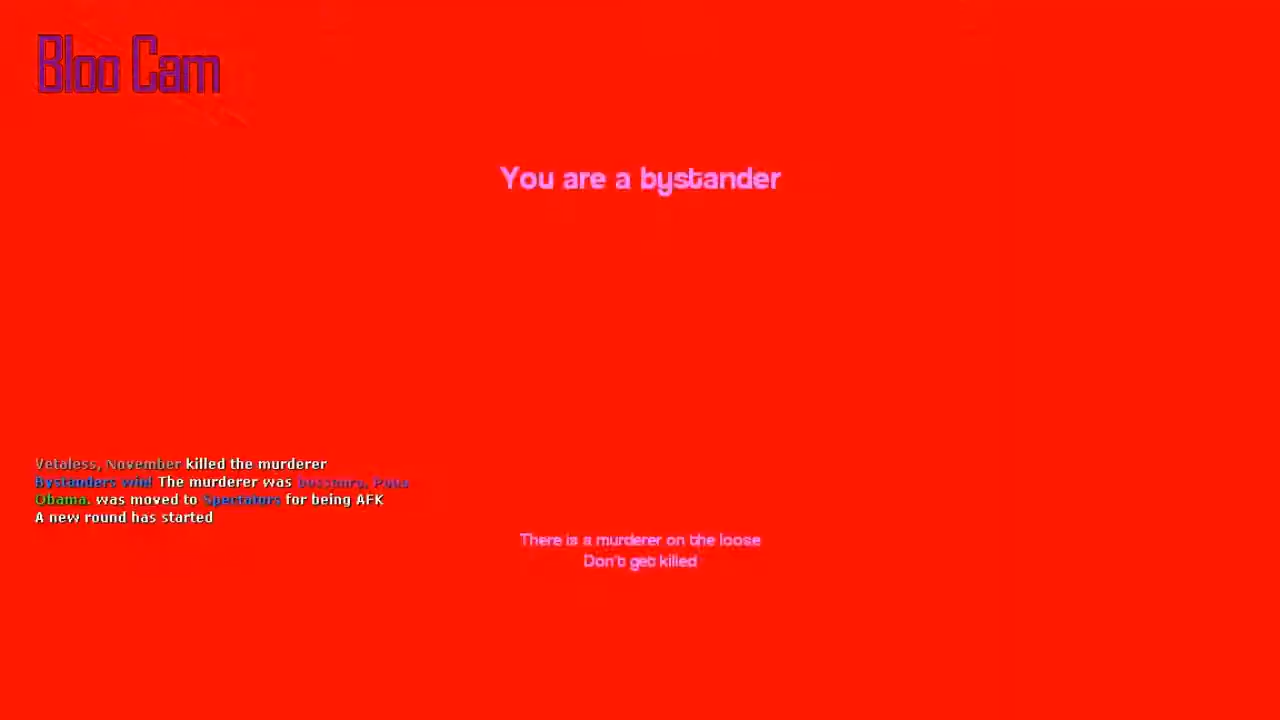 Bloo Cam
You are a bystander
Vetaless, November killed the murderer
Bystanders win! The murderer was
Obama. was moved to Spectators for being AFK
A new round has started
There is a murderer on the loose
Don't get killed